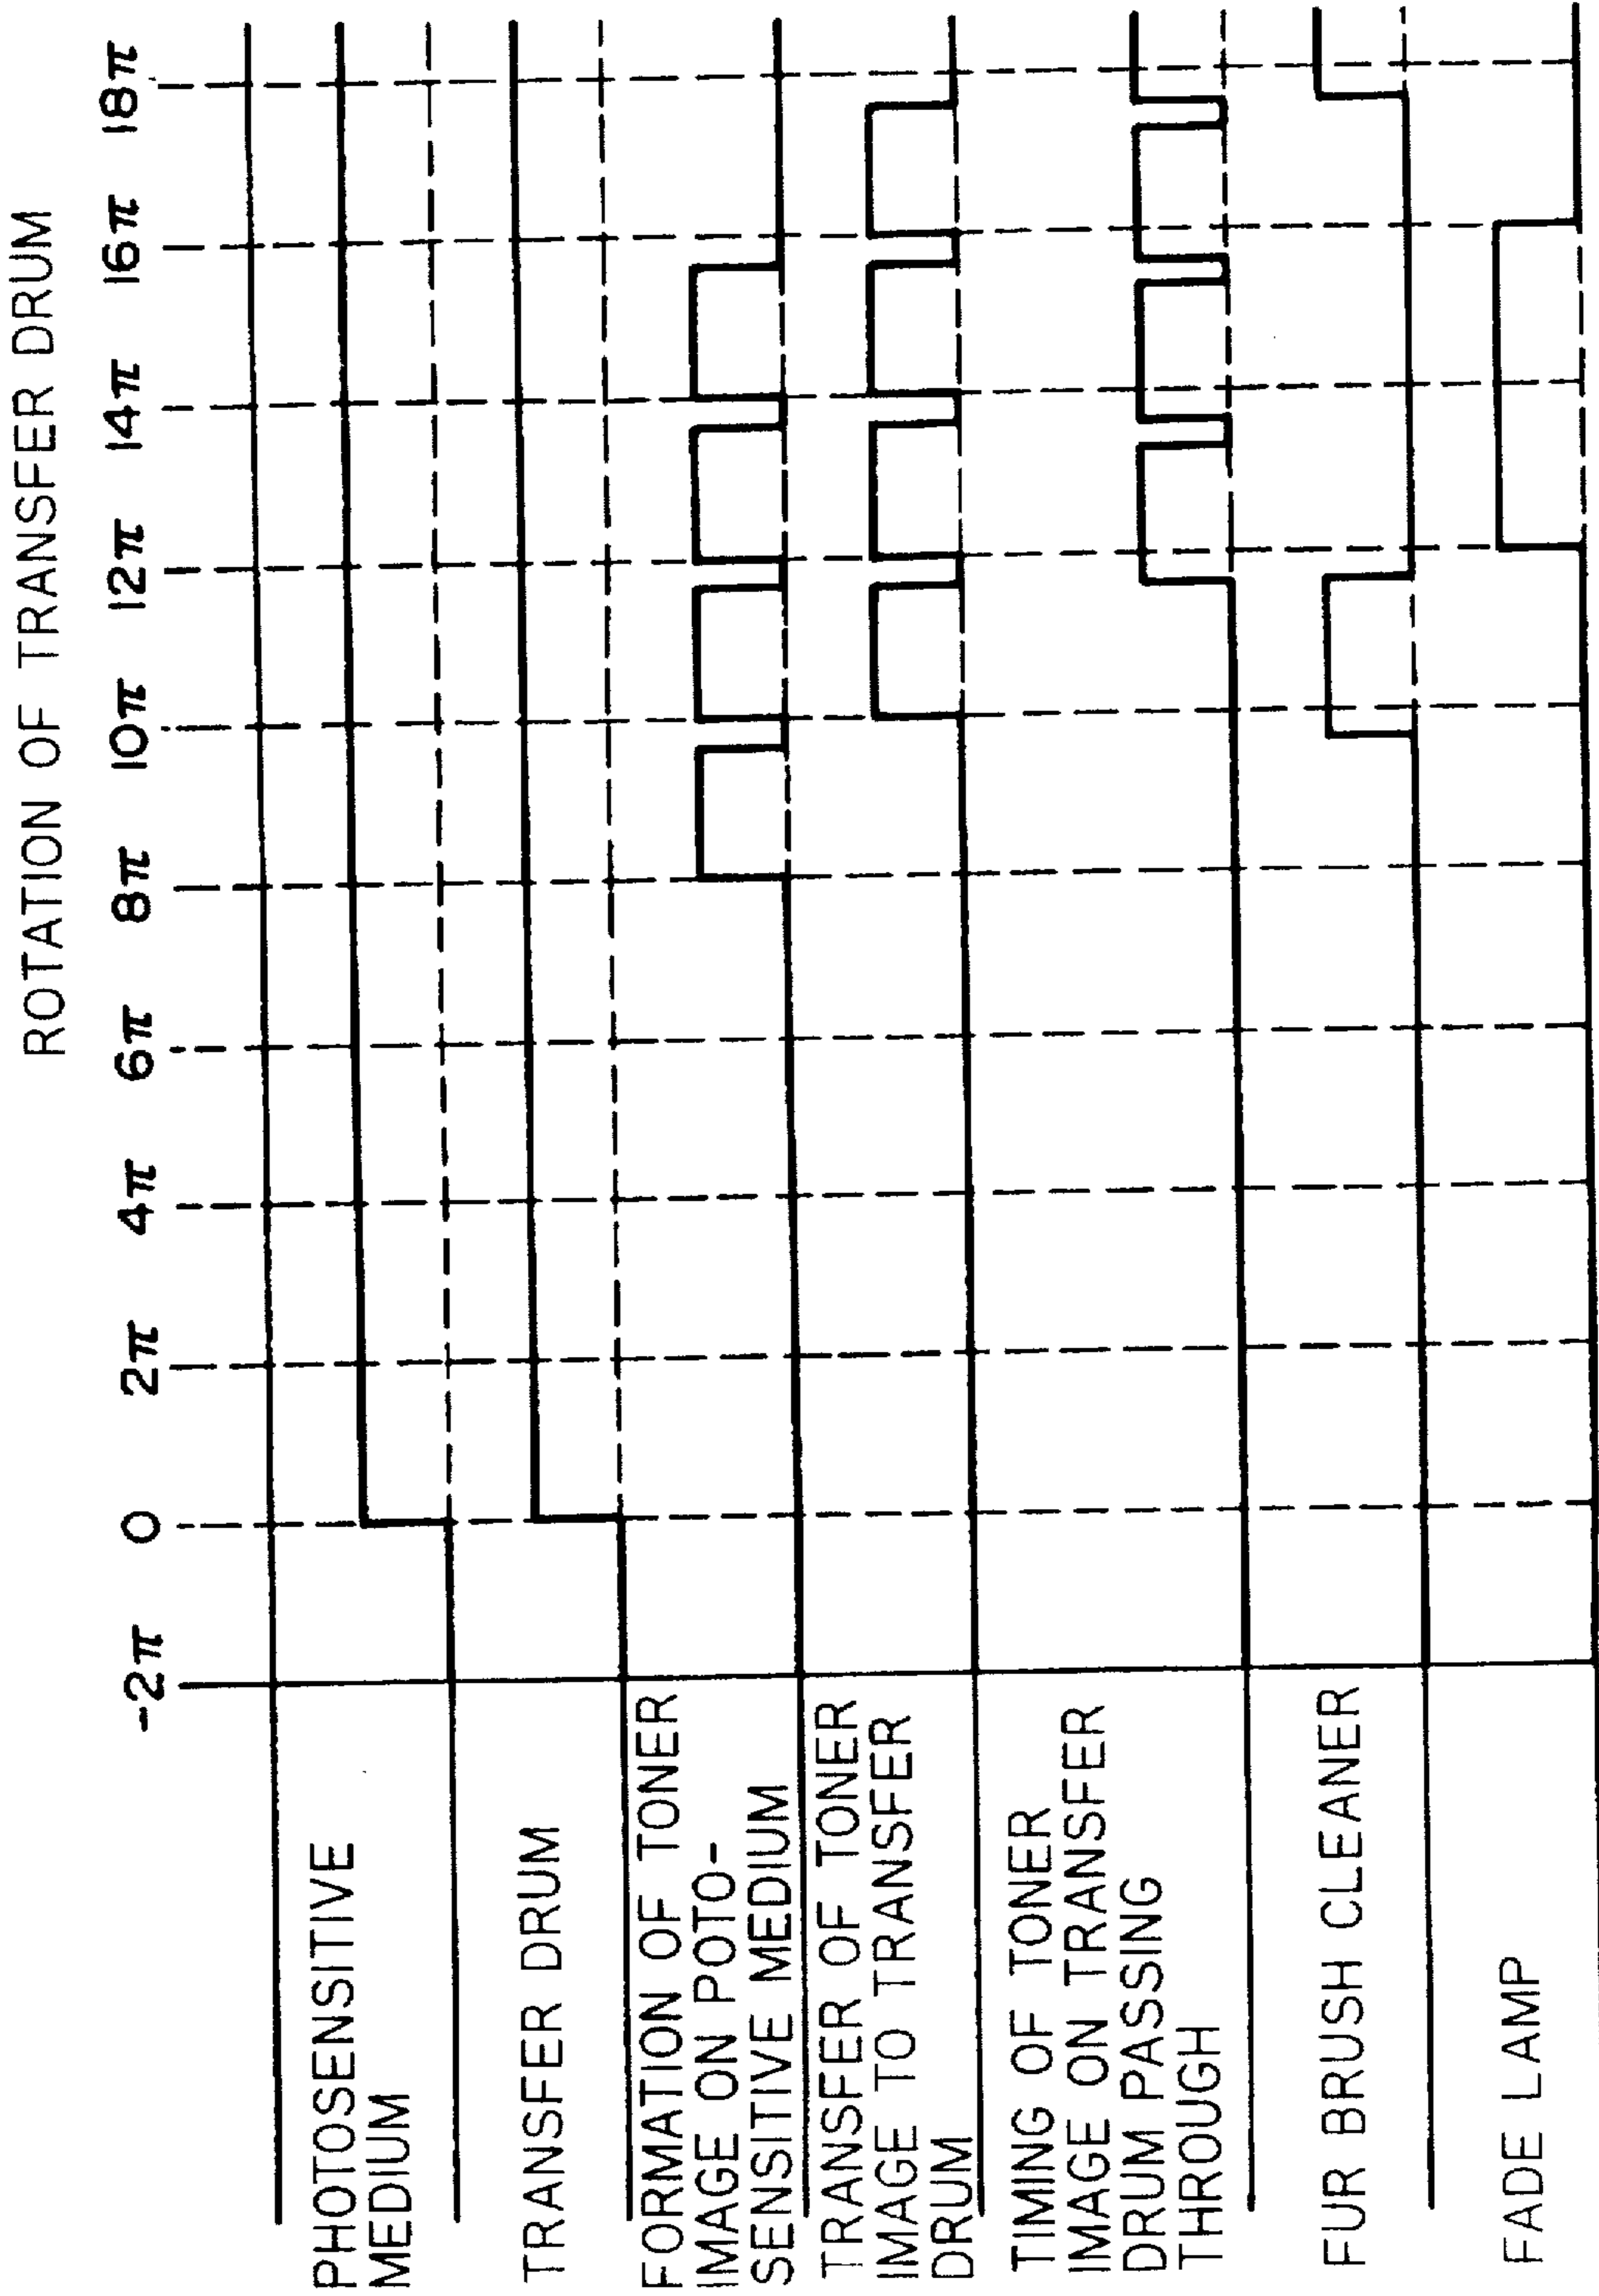 ROTATION OF TRANSFER DRUM
-2π 0 2π 4π 6π 8π 10π 12π 14π 16π 18π
PHOTOSENSITIVE
MEDIUM
TRANSFER DRUM
FORMATION OF TONER
IMAGE ON POTO-
SENSITIVE MEDIUM
TRANSFER OF TONER
IMAGE TO TRANSFER
DRUM
TIMING OF TONER
IMAGE ON TRANSFER
DRUM PASSING
THROUGH
FUR BRUSH CLEANER
FADE LAMP